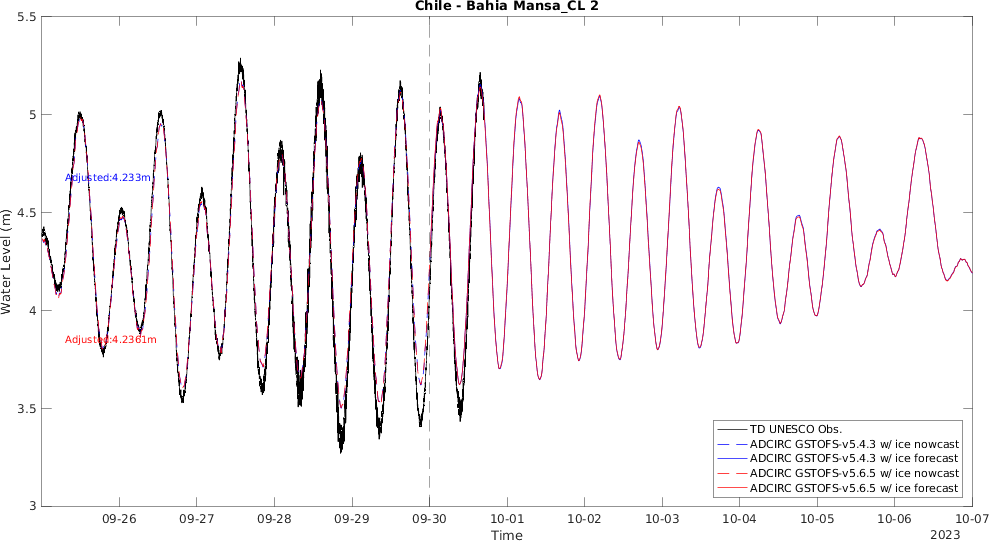 Chile - Bahia Mansa_CL 2
5.5
5
4.5
4
3.5
3
Water Level (m)
Adjusted:4.233m
Adjusted:4.2361m
TD UNESCO Obs.
ADCIRC GSTOFS-v5.4.3 w/ ice nowcast
ADCIRC GSTOFS-v5.4.3 w/ ice forecast
ADCIRC GSTOFS-v5.6.5 w/ ice nowcast
ADCIRC GSTOFS-v5.6.5 w/ ice forecast
09-26 09-27 09-28 09-29 09-30 10-01 10-02 10-03 10-04 10-05 10-06 10-07
Time
2023